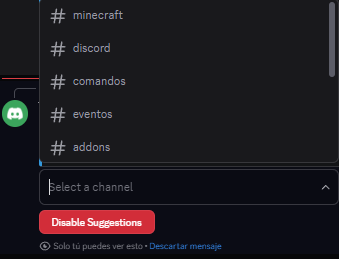 # minecraft
# discord
# comandos
# eventos
# addons
Select a channel
Disable Suggestions
Solo tú puedes ver esto • Descartar mensaje